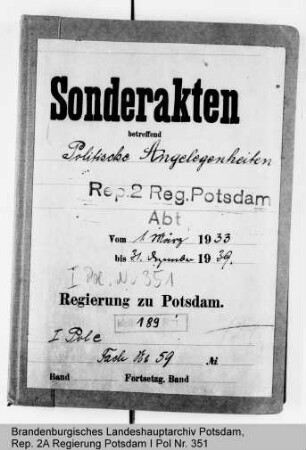 Sonderakten
betreffend
Politische Angelegenheiten
Rep. 2 Reg. Potsdam
Abt
Vom 1. März 1933
bis 31. Dezember 1939.
I Pol. Nr. 351
Regierung zu Potsdam.
189
I Pol c
Fach No 59 №
Band Fortsetzg. Band
Brandenburgisches Landeshauptarchiv Potsdam,
Rep. 2A Regierung Potsdam I Pol Nr. 351